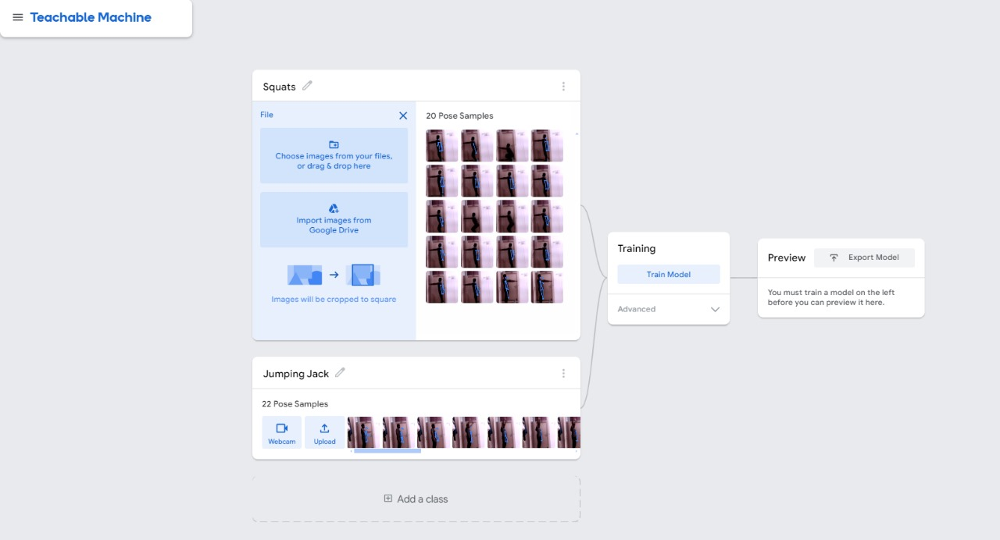 Teachable Machine
Squats
File
20 Pose Samples
Choose images from your files,
or drag & drop here
Import images from
Google Drive
Images will be cropped to square
Training
Train Model
Advanced
Preview
Export Model
You must train a model on the left
before you can preview it here.
Jumping Jack
22 Pose Samples
Webcam
Upload
Add a class